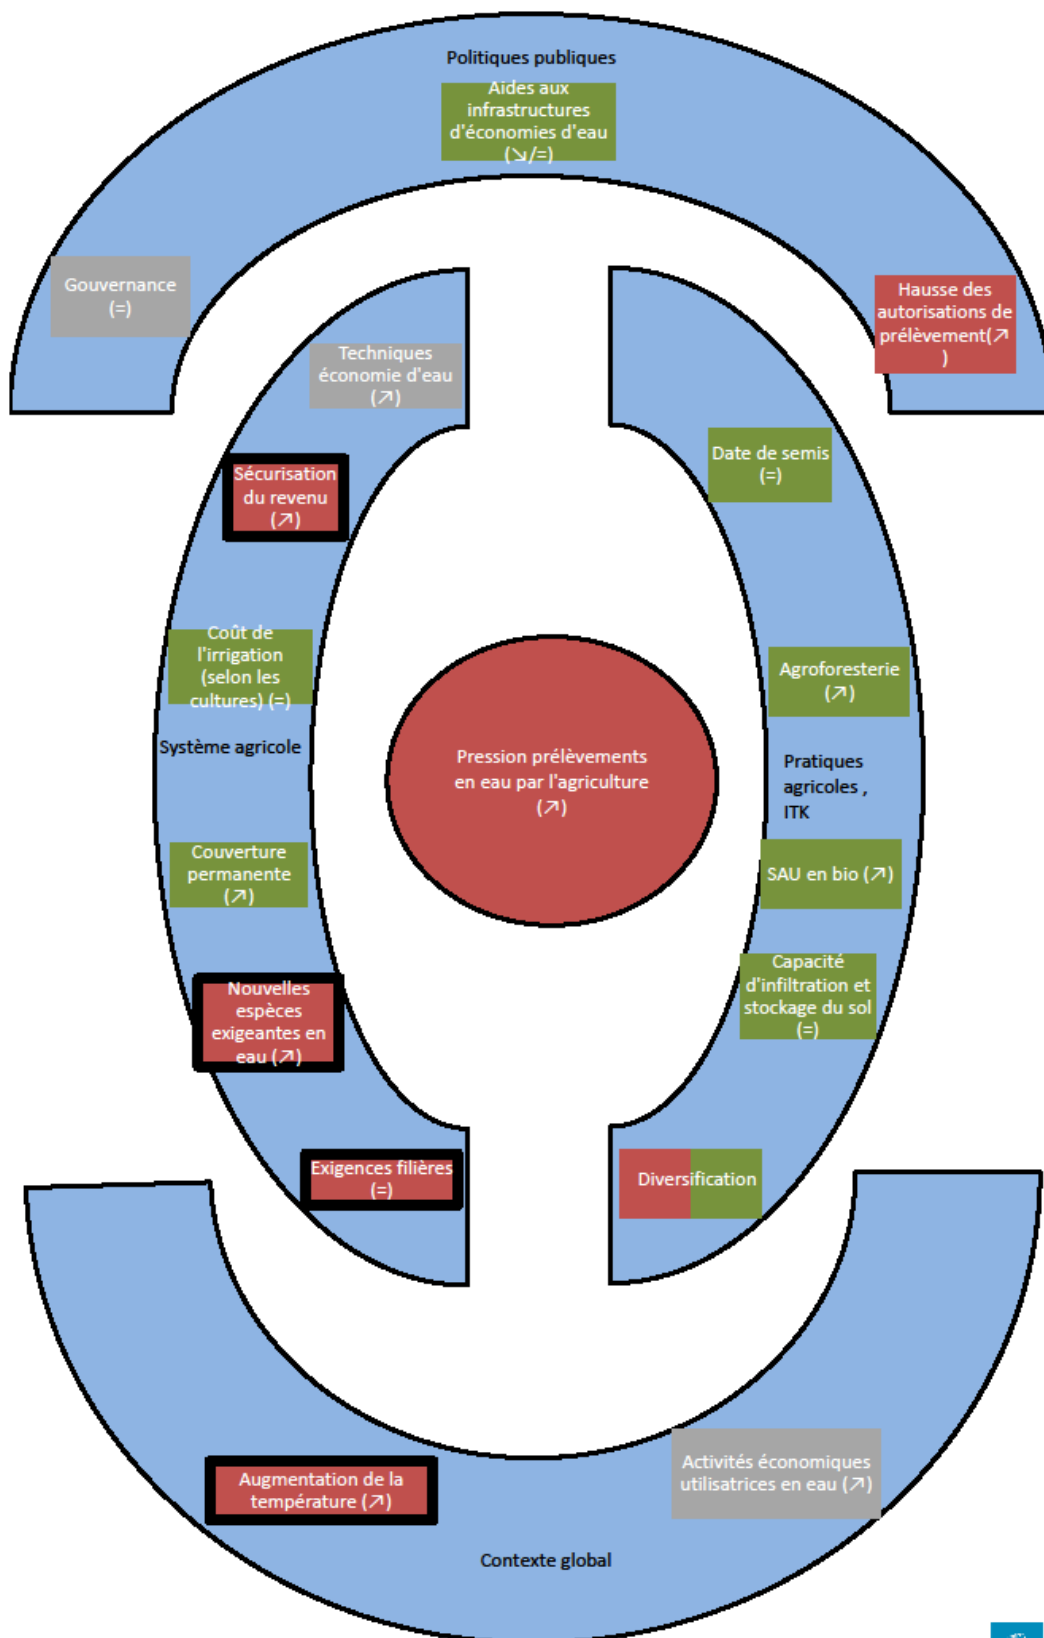 Politiques publiques
Aides aux
infrastructures
d'économies d'eau
(↘/=)
Gouvernance
(=)
Hausse des
autorisations de
prélèvement(↗
)
Techniques
économie d'eau
(↗)
Date de semis
(=)
Sécurisation
du revenu
(↗)
Coût de
l'irrigation
(selon les
cultures) (=)
Agroforesterie
(↗)
Système agricole
Pression prélèvements
en eau par l'agriculture
(↗)
Pratiques
agricoles ,
ITK
Couverture
permanente
(↗)
SAU en bio (↗)
Nouvelles
espèces
exigeantes en
eau (↗)
Capacité
d'infiltration et
stockage du sol
(=)
Exigences filières
(=)
Diversification
Augmentation de la
température (↗)
Activités économiques
utilisatrices en eau (↗)
Contexte global